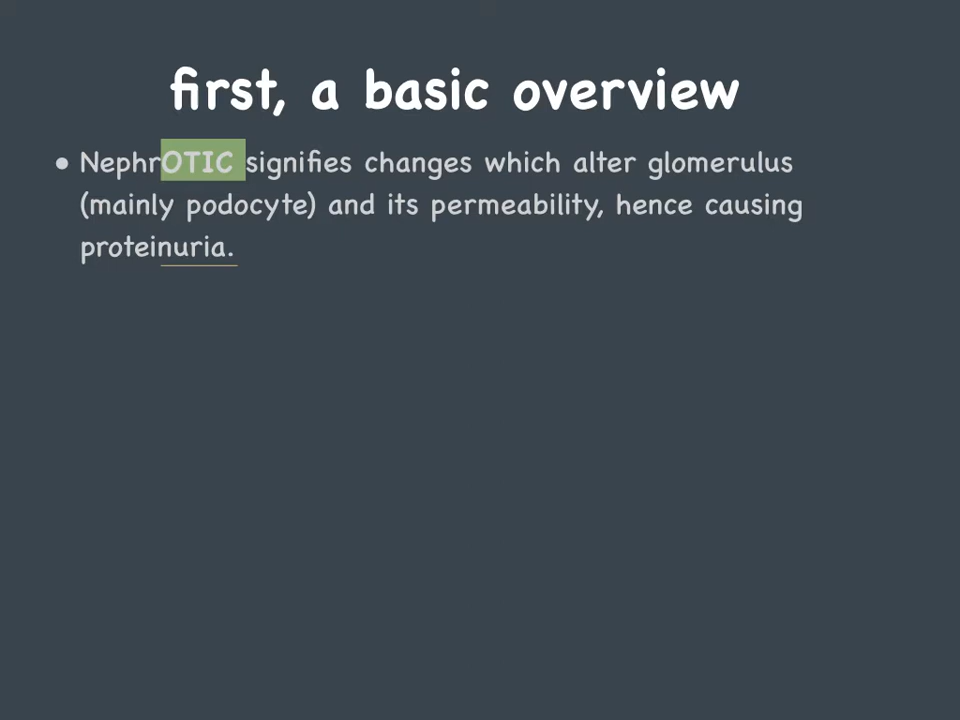 first, a basic overview
• NephrOTIC signifies changes which alter glomerulus
(mainly podocyte) and its permeability, hence causing
proteinuria.